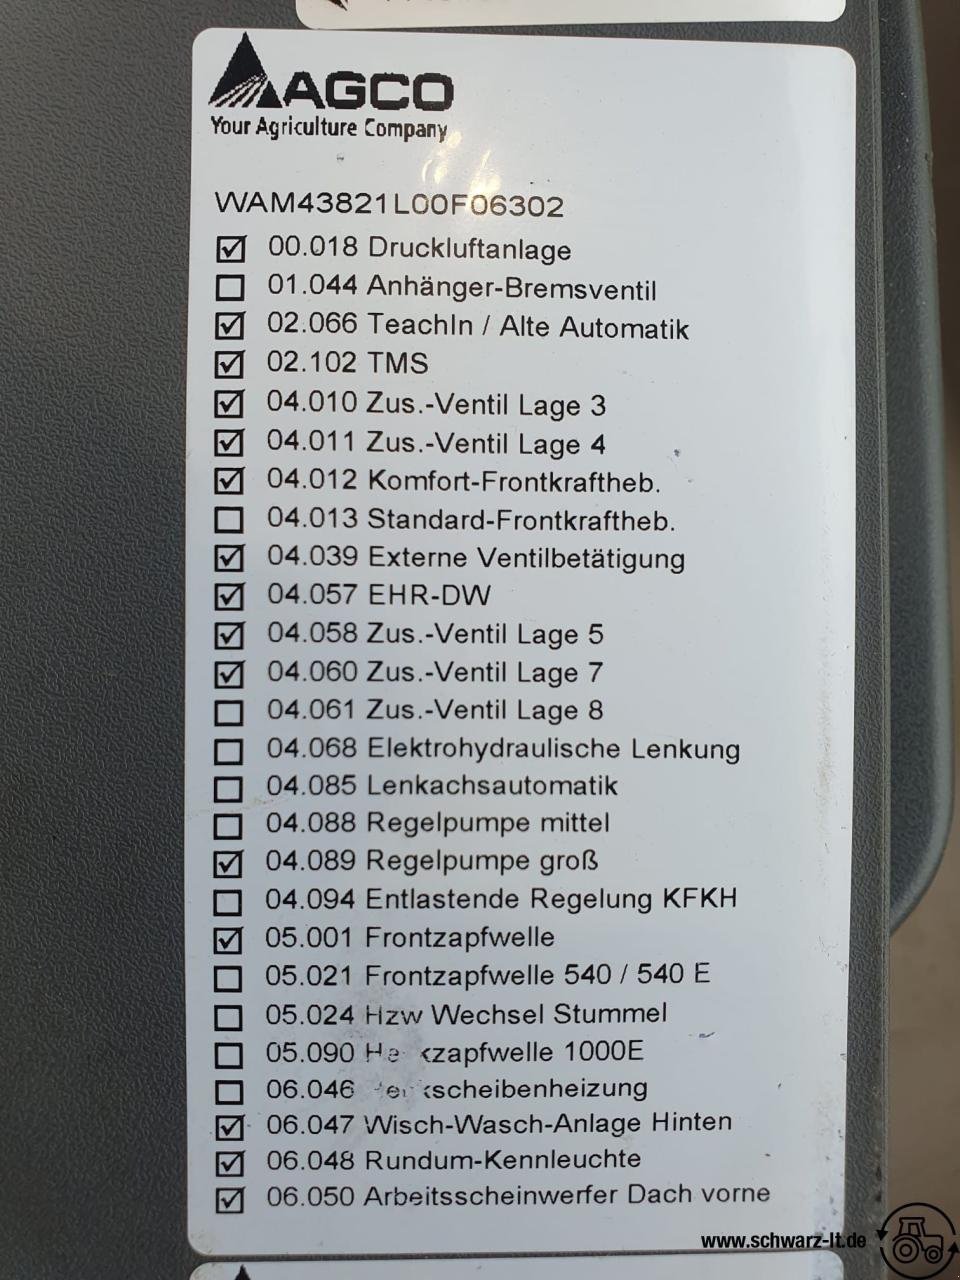 AGCO
Your Agriculture Company
WAM43821L00F06302
☑ 00.018 Druckluftanlage
☐ 01.044 Anhänger-Bremsventil
☑ 02.066 TeachIn / Alte Automatik
☑ 02.102 TMS
☑ 04.010 Zus.-Ventil Lage 3
☑ 04.011 Zus.-Ventil Lage 4
☑ 04.012 Komfort-Frontkraftheb.
☐ 04.013 Standard-Frontkraftheb.
☑ 04.039 Externe Ventilbetätigung
☑ 04.057 EHR-DW
☑ 04.058 Zus.-Ventil Lage 5
☑ 04.060 Zus.-Ventil Lage 7
☐ 04.061 Zus.-Ventil Lage 8
☐ 04.068 Elektrohydraulische Lenkung
☐ 04.085 Lenkachsautomatik
☐ 04.088 Regelpumpe mittel
☑ 04.089 Regelpumpe groß
☐ 04.094 Entlastende Regelung KFKH
☑ 05.001 Frontzapfwelle
☐ 05.021 Frontzapfwelle 540 / 540 E
☐ 05.024 Hzw Wechsel Stummel
☐ 05.090 Heckzapfwelle 1000E
☐ 06.046 Heckscheibenheizung
☑ 06.047 Wisch-Wasch-Anlage Hinten
☑ 06.048 Rundum-Kennleuchte
☑ 06.050 Arbeitsscheinwerfer Dach vorne
www.schwarz-lt.de